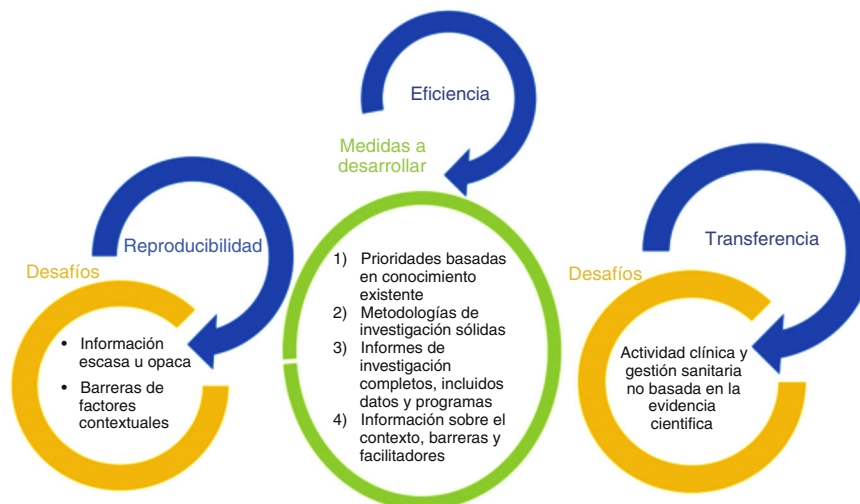 Eficiencia
Medidas a
desarrollar
Reproducibilidad
Desafíos
• Información
escasa u opaca
• Barreras de
factores
contextuales
1) Prioridades basadas
en conocimiento
existente
2) Metodologías de
investigación sólidas
3) Informes de
investigación
completos, incluidos
datos y programas
4) Información sobre el
contexto, barreras y
facilitadores
Transferencia
Desafíos
Actividad clínica y
gestión sanitaria
no basada en la
evidencia
cientifica